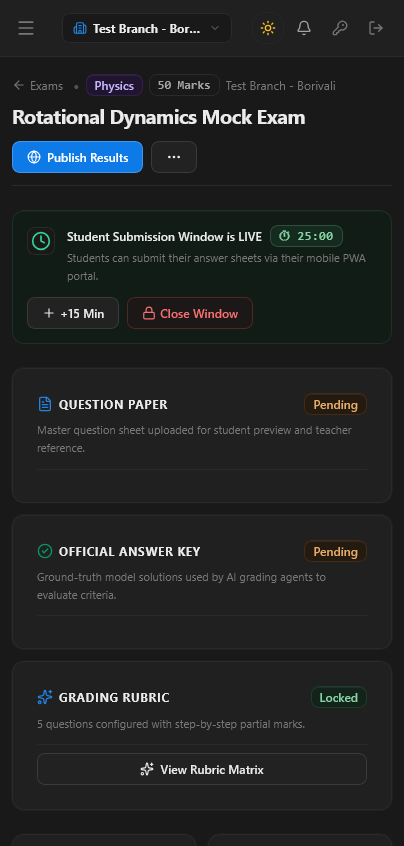 Test Branch - Bor...
Exams
Physics
50 Marks
Test Branch - Borivali
Rotational Dynamics Mock Exam
Publish Results
...
Student Submission Window is LIVE
25:00
Students can submit their answer sheets via their mobile PWA
portal.
+15 Min
Close Window
QUESTION PAPER
Pending
Master question sheet uploaded for student preview and teacher
reference.
OFFICIAL ANSWER KEY
Pending
Ground-truth model solutions used by AI grading agents to
evaluate criteria.
GRADING RUBRIC
Locked
5 questions configured with step-by-step partial marks.
View Rubric Matrix